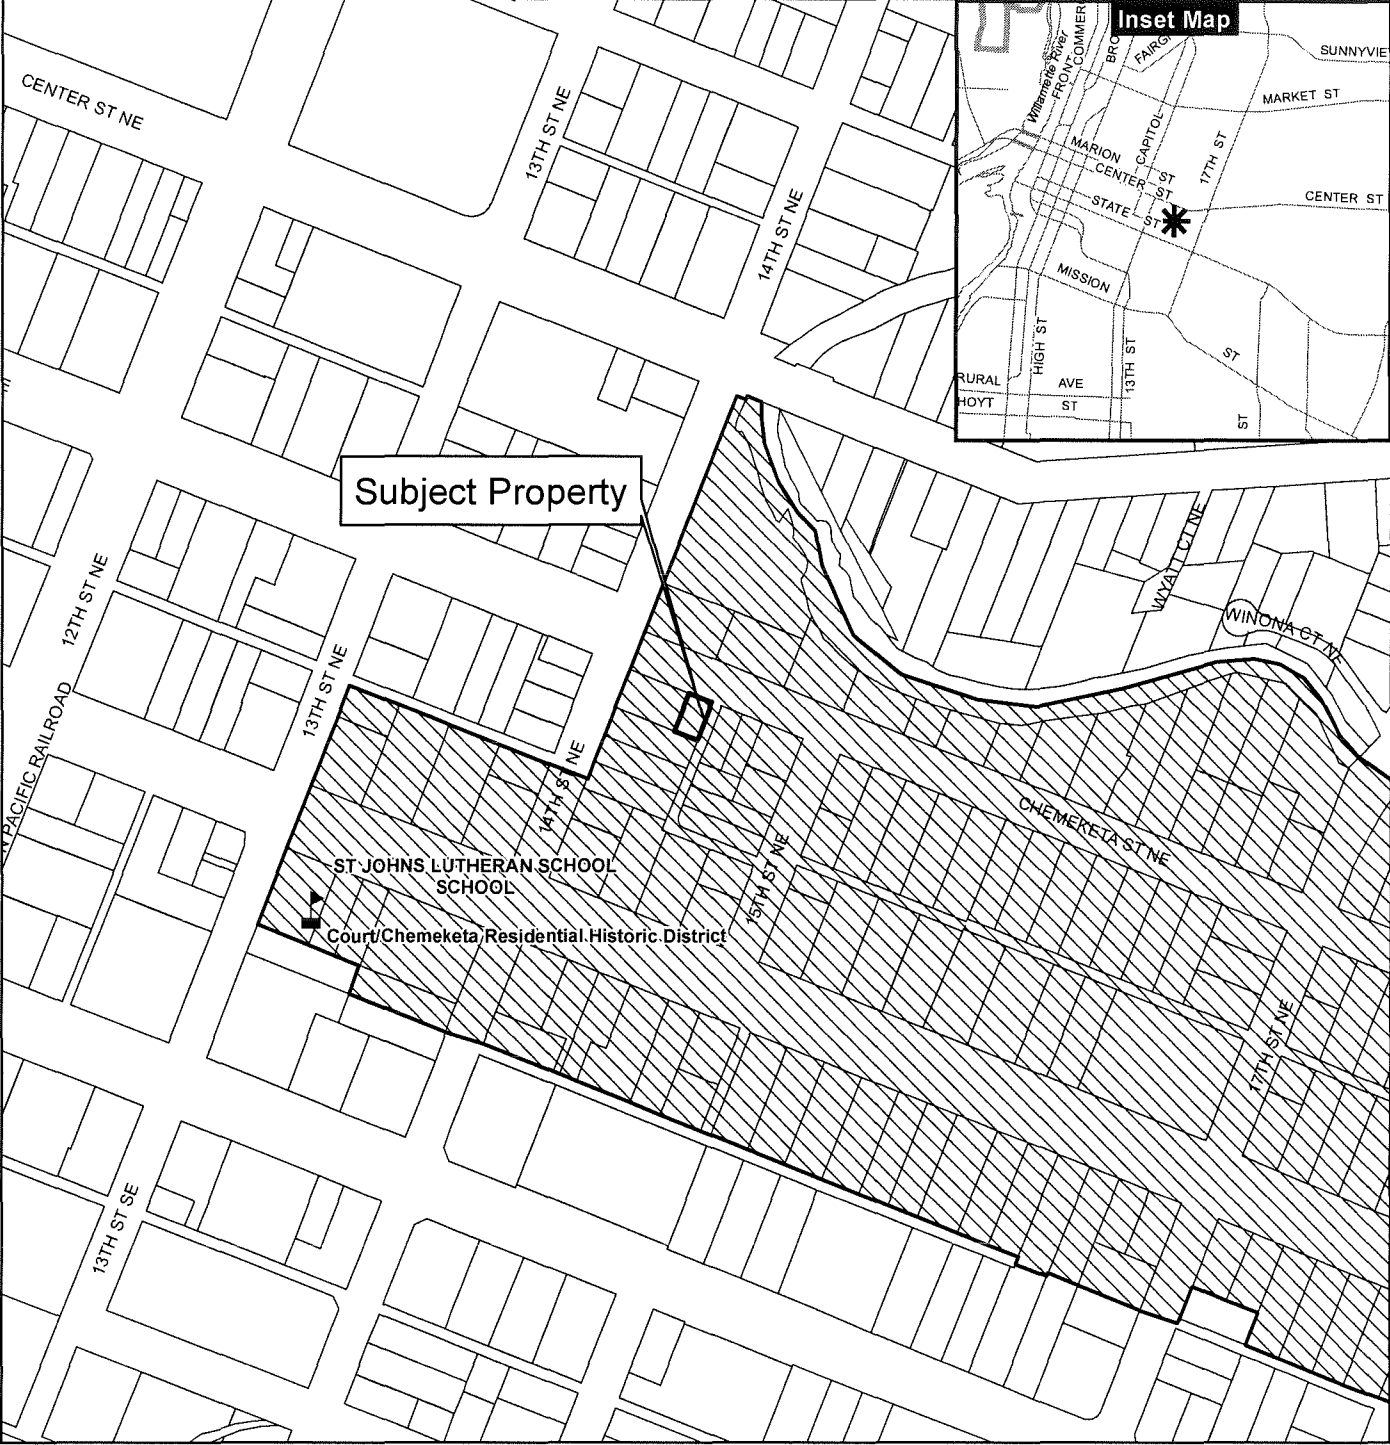 Inset Map
Willamette River
FRONT
COMMER
BRO
FAIRG
SUNNYVIE
MARKET ST
CAPITOL
17TH ST
MARION ST
CENTER ST
CENTER ST
STATE ST
MISSION
ST
HIGH ST
13TH ST
ST
RURAL AVE
HOYT ST
CENTER ST NE
13TH ST NE
14TH ST NE
Subject Property
WYATT CT NE
WINONA CT NE
12TH ST NE
13TH ST NE
N PACIFIC RAILROAD
14TH ST NE
CHEMEKETA ST NE
15TH ST NE
ST JOHNS LUTHERAN SCHOOL
SCHOOL
Court/Chemeketa Residential Historic District
17TH ST NE
13TH ST SE